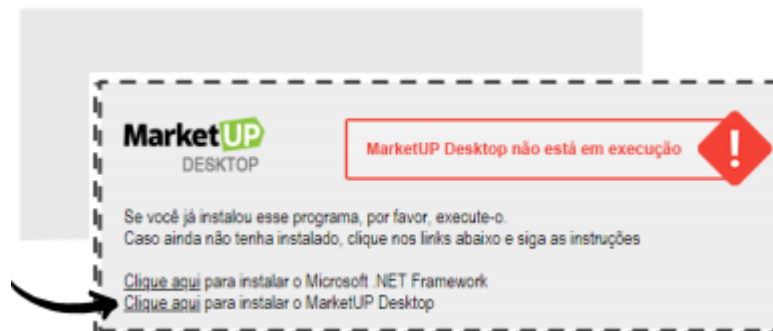 MarketUP
DESKTOP
MarketUP Desktop não está em execução
!
Se você já instalou esse programa, por favor, execute-o.
Caso ainda não tenha instalado, clique nos links abaixo e siga as instruções
Clique aqui para instalar o Microsoft .NET Framework
Clique aqui para instalar o MarketUP Desktop